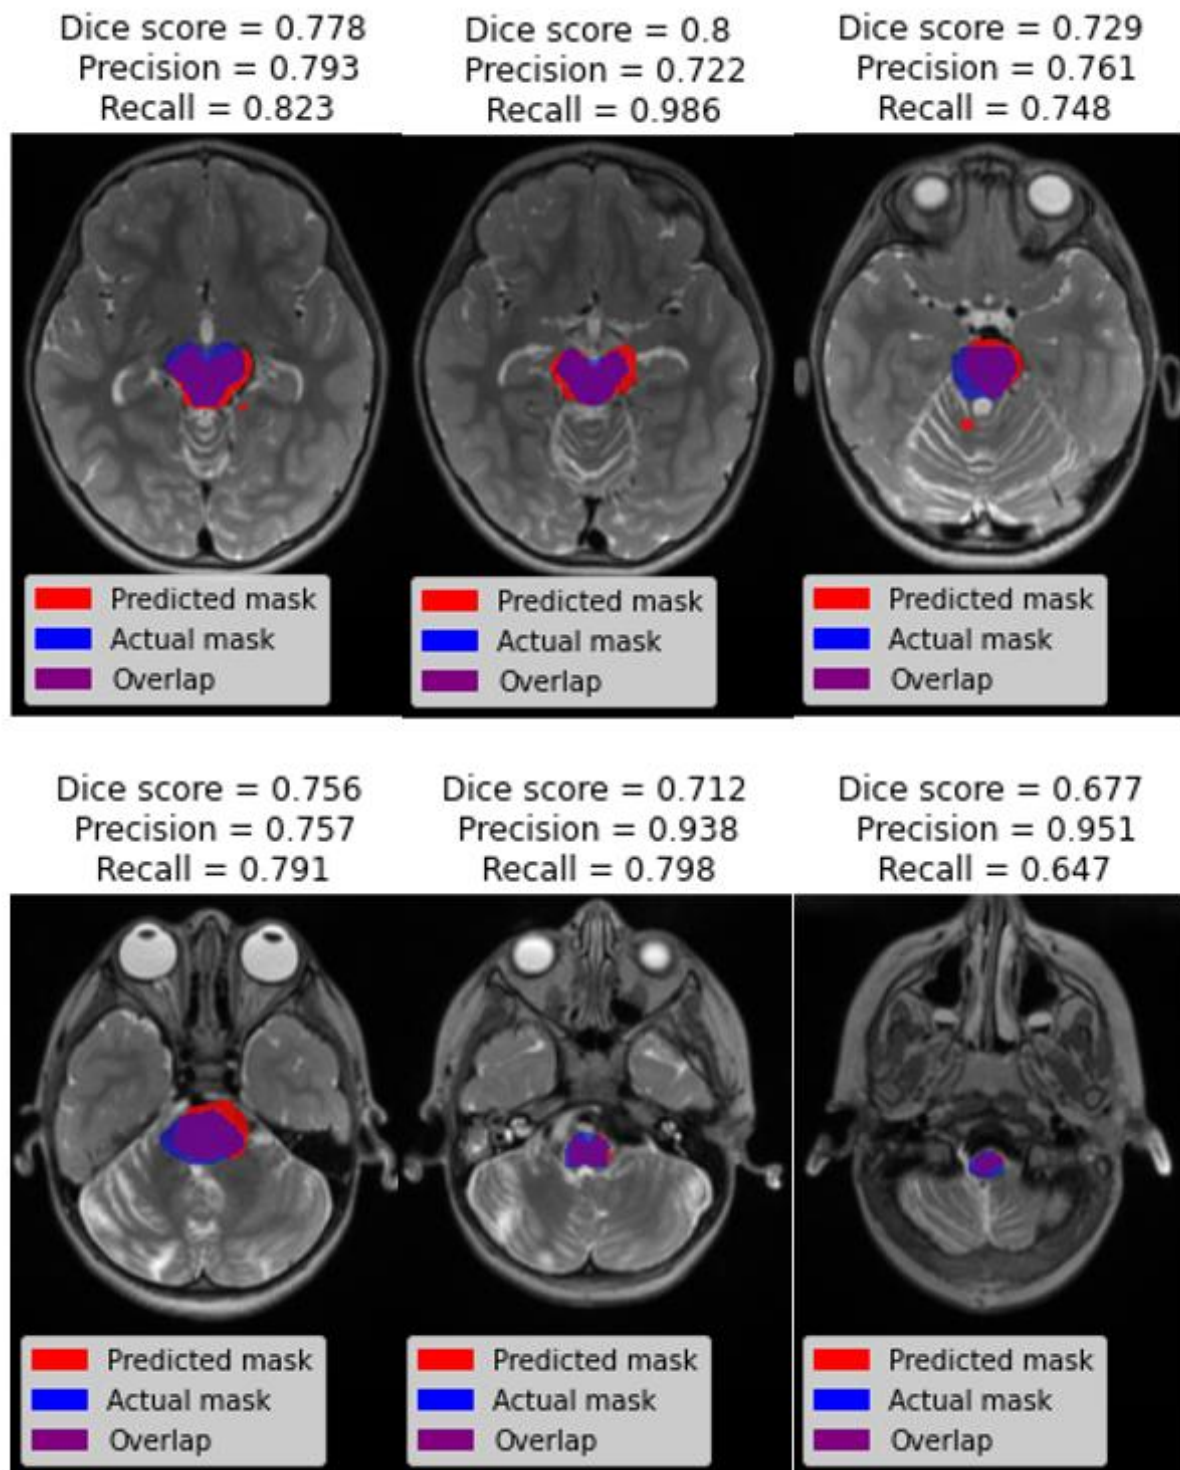 Dice score = 0.778
Precision = 0.793
Recall = 0.823
Dice score = 0.8
Precision = 0.722
Recall = 0.986
Dice score = 0.729
Precision = 0.761
Recall = 0.748
Predicted mask
Actual mask
Overlap
Predicted mask
Actual mask
Overlap
Predicted mask
Actual mask
Overlap
Dice score = 0.756
Precision = 0.757
Recall = 0.791
Dice score = 0.712
Precision = 0.938
Recall = 0.798
Dice score = 0.677
Precision = 0.951
Recall = 0.647
Predicted mask
Actual mask
Overlap
Predicted mask
Actual mask
Overlap
Predicted mask
Actual mask
Overlap